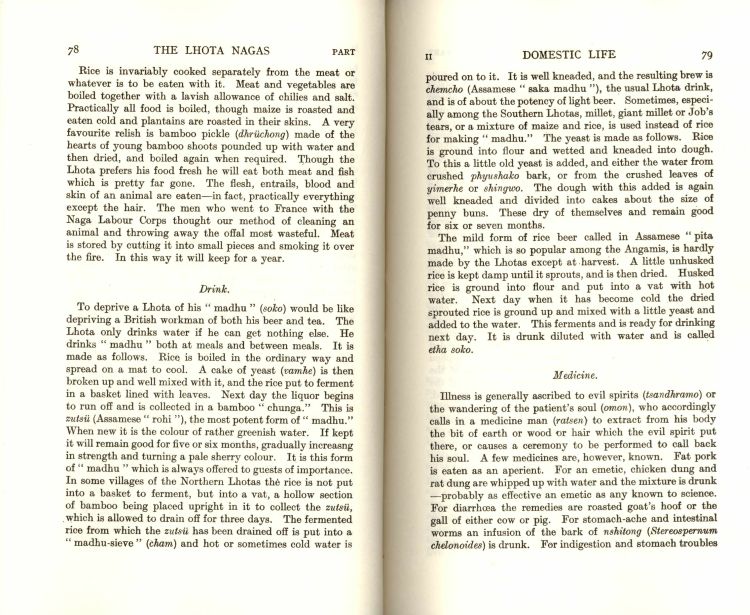 78 THE LHOTA NAGAS PART
Rice is invariably cooked separately from the meat or
whatever is to be eaten with it. Meat and vegetables are
boiled together with a lavish allowance of chilies and salt.
Practically all food is boiled, though maize is roasted and
eaten cold and plantains are roasted in their skins. A very
favourite relish is bamboo pickle (dhrüchong) made of the
hearts of young bamboo shoots pounded up with water and
then dried, and boiled again when required. Though the
Lhota prefers his food fresh he will eat both meat and fish
which is pretty far gone. The flesh, entrails, blood and
skin of an animal are eaten—in fact, practically everything
except the hair. The men who went to France with the
Naga Labour Corps thought our method of cleaning an
animal and throwing away the offal most wasteful. Meat
is stored by cutting it into small pieces and smoking it over
the fire. In this way it will keep for a year.
Drink.
To deprive a Lhota of his " madhu " (soko) would be like
depriving a British workman of both his beer and tea. The
Lhota only drinks water if he can get nothing else. He
drinks " madhu " both at meals and between meals. It is
made as follows. Rice is boiled in the ordinary way and
spread on a mat to cool. A cake of yeast (vamhe) is then
broken up and well mixed with it, and the rice put to ferment
in a basket lined with leaves. Next day the liquor begins
to run off and is collected in a bamboo " chunga." This is
zutsü (Assamese " rohi "), the most potent form of " madhu."
When new it is the colour of rather greenish water. If kept
it will remain good for five or six months, gradually increasng
in strength and turning a pale sherry colour. It is this form
of " madhu " which is always offered to guests of importance.
In some villages of the Northern Lhotas the rice is not put
into a basket to ferment, but into a vat, a hollow section
of bamboo being placed upright in it to collect the zutsü,
which is allowed to drain off for three days. The fermented
rice from which the zutsü has been drained off is put into a
" madhu-sieve " (cham) and hot or sometimes cold water is
II DOMESTIC LIFE 79
poured on to it. It is well kneaded, and the resulting brew is
chemcho (Assamese " saka madhu "), the usual Lhota drink,
and is of about the potency of light beer. Sometimes, especi-
ally among the Southern Lhotas, millet, giant millet or Job's
tears, or a mixture of maize and rice, is used instead of rice
for making " madhu." The yeast is made as follows. Rice
is ground into flour and wetted and kneaded into dough.
To this a little old yeast is added, and either the water from
crushed phyushako bark, or from the crushed leaves of
yimerhe or shingwo. The dough with this added is again
well kneaded and divided into cakes about the size of
penny buns. These dry of themselves and remain good
for six or seven months.
The mild form of rice beer called in Assamese " pita
madhu," which is so popular among the Angamis, is hardly
made by the Lhotas except at harvest. A little unhusked
rice is kept damp until it sprouts, and is then dried. Husked
rice is ground into flour and put into a vat with hot
water. Next day when it has become cold the dried
sprouted rice is ground up and mixed with a little yeast and
added to the water. This ferments and is ready for drinking
next day. It is drunk diluted with water and is called
etha soko.
Medicine.
Illness is generally ascribed to evil spirits (tsandhramo) or
the wandering of the patient's soul (omon), who accordingly
calls in a medicine man (ratsen) to extract from his body
the bit of earth or wood or hair which the evil spirit put
there, or causes a ceremony to be performed to call back
his soul. A few medicines are, however, known. Fat pork
is eaten as an aperient. For an emetic, chicken dung and
rat dung are whipped up with water and the mixture is drunk
—probably as effective an emetic as any known to science.
For diarrhœa the remedies are roasted goat's hoof or the
gall of either cow or pig. For stomach-ache and intestinal
worms an infusion of the bark of nshitong (Stereospernum
chelonoides) is drunk. For indigestion and stomach troubles